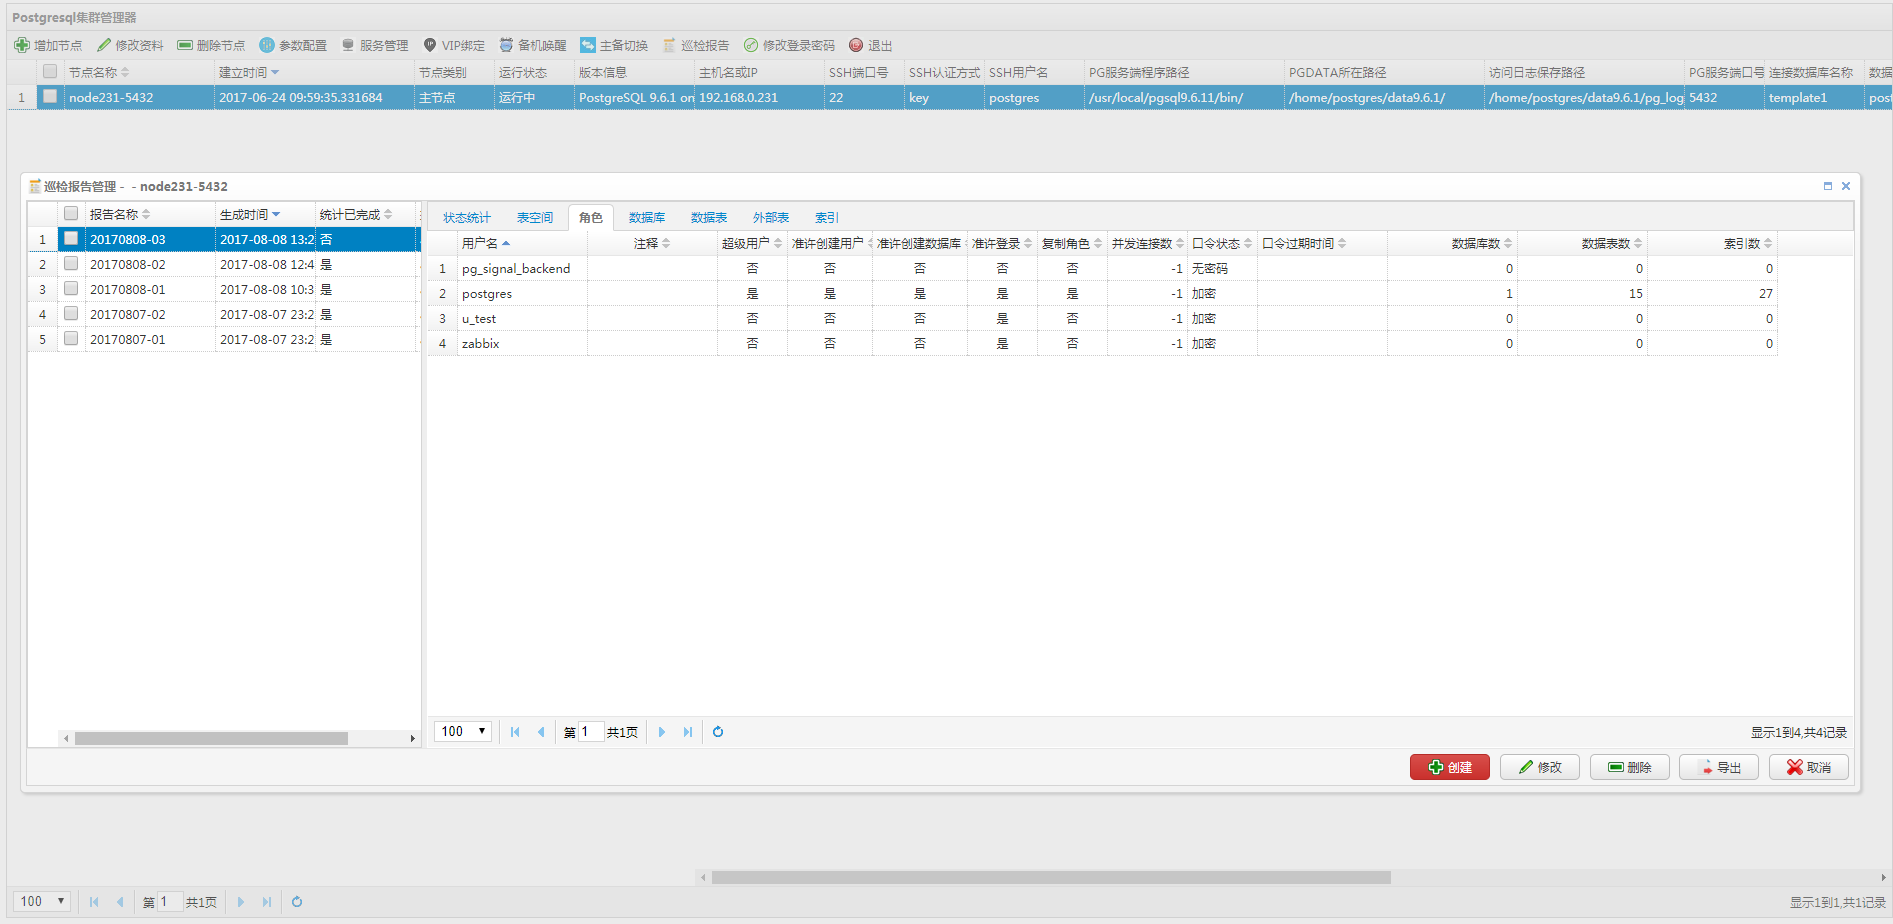 Postgresql集群管理器
增加节点 修改资料 删除节点 参数配置 服务管理 VIP绑定 备机唤醒 主备切换 巡检报告 修改登录密码 退出
节点名称 建立时间 节点类别 运行状态 版本信息 主机名或IP SSH端口号 SSH认证方式 SSH用户名 PG服务端程序路径 PGDATA所在路径 访问日志保存路径 PG服务端口号 连接数据库名称 数据
1 node231-5432 2017-06-24 09:59:35.331684 主节点 运行中 PostgreSQL 9.6.1 on 192.168.0.231 22 key postgres /usr/local/pgsql9.6.11/bin/ /home/postgres/data9.6.1/ /home/postgres/data9.6.1/pg_log 5432 template1 post
巡检报告管理 - - node231-5432
报告名称 生成时间 统计已完成
1 20170808-03 2017-08-08 13:2 否
2 20170808-02 2017-08-08 12:4 是
3 20170808-01 2017-08-08 10:3 是
4 20170807-02 2017-08-07 23:2 是
5 20170807-01 2017-08-07 23:2 是
状态统计 表空间 角色 数据库 数据表 外部表 索引
用户名 注释 超级用户 准许创建用户 准许创建数据库 准许登录 复制角色 并发连接数 口令状态 口令过期时间 数据库数 数据表数 索引数
1 pg_signal_backend 否 否 否 否 否 -1 无密码 0 0 0
2 postgres 是 是 是 是 是 -1 加密 1 15 27
3 u_test 否 否 否 是 否 -1 加密 0 0 0
4 zabbix 否 否 否 是 否 -1 加密 0 0 0
100 第 1 共1页 显示1到4,共4记录
创建 修改 删除 导出 取消
100 第 1 共1页 显示1到1,共1记录